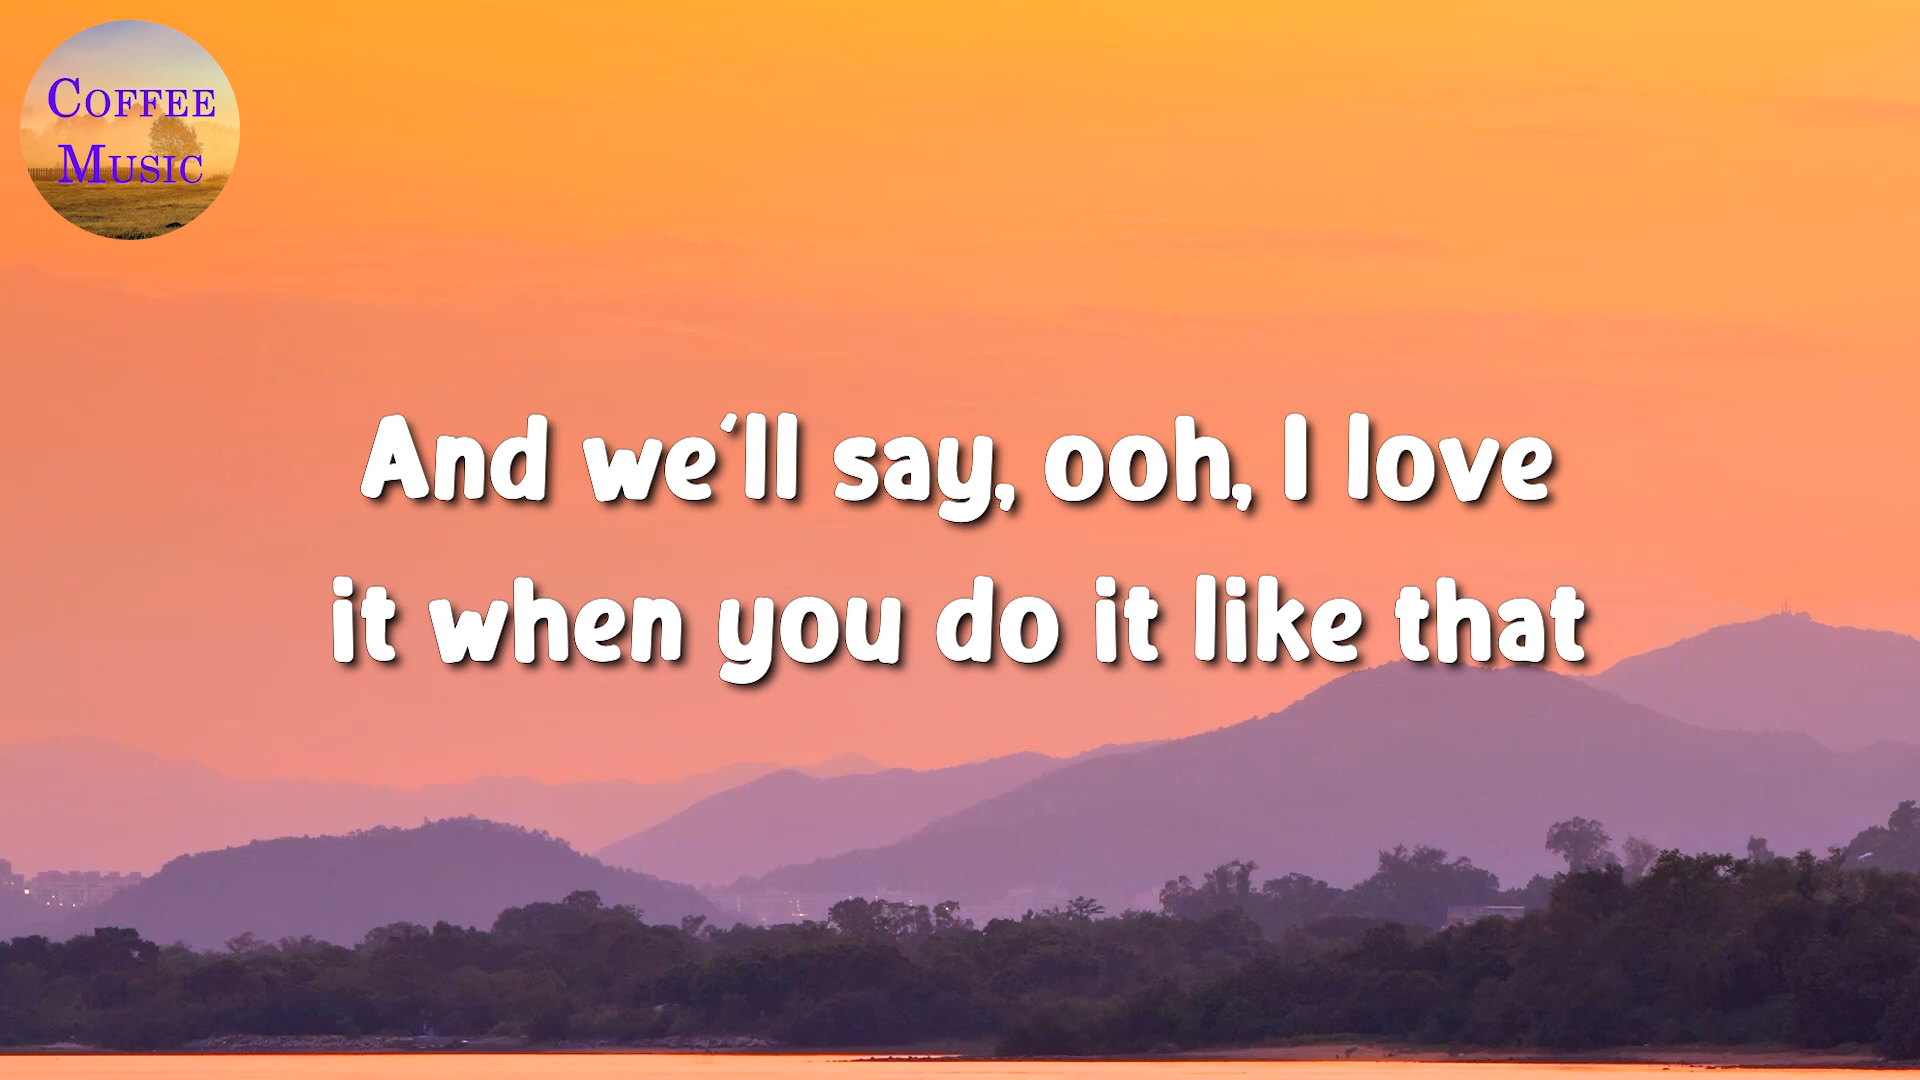 COFFEE
MUSIC
And we'll say, ooh, I love
it when you do it like that